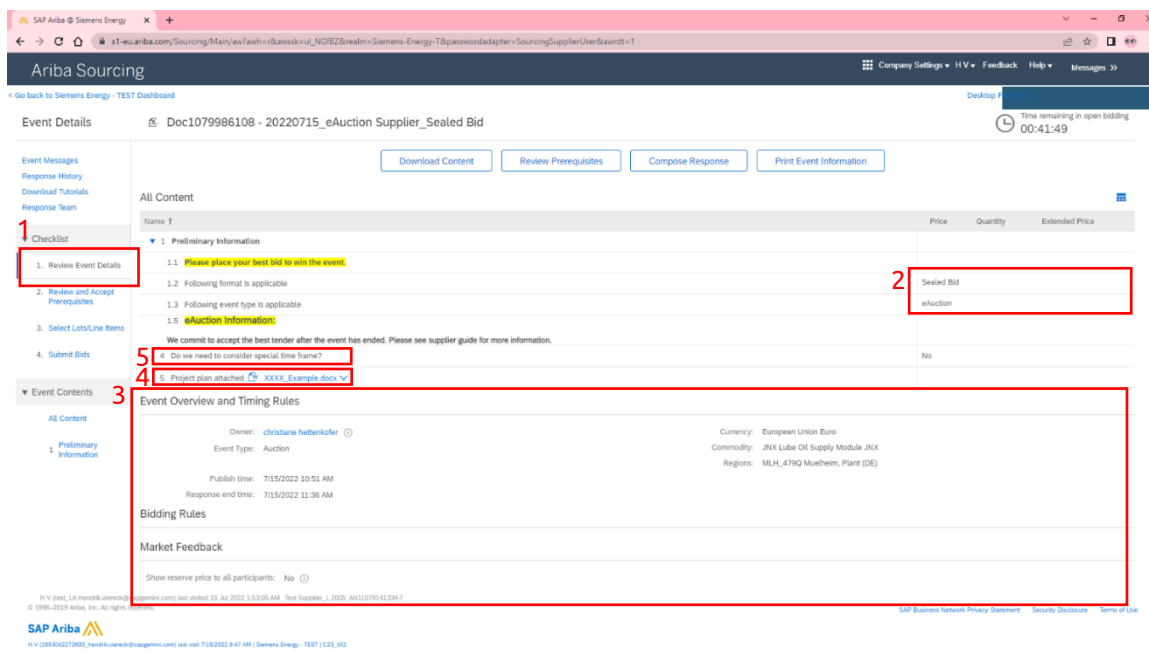 SAP Ariba @ Siemens Energy
s1-eu.ariba.com/Sourcing/Main/aw?awh=r&awssk=ul_NGf8Z&realm=Siemens-Energy-T&passwordadapter=SourcingSupplierUser&awrdt=1
Ariba Sourcing
Company Settings H V Feedback Help Messages
< Go back to Siemens Energy - TEST Dashboard
Desktop F
Event Details
Doc1079986108 - 20220715_eAuction Supplier_Sealed Bid
Time remaining in open bidding
00:41:49
Event Messages
Response History
Download Tutorials
Response Team
Download Content
Review Prerequisites
Compose Response
Print Event Information
All Content
Name ↑ Price Quantity Extended Price
1
▼ Checklist
1. Review Event Details
2. Review and Accept
Prerequisites
3. Select Lots/Line Items
4. Submit Bids
▼ Event Contents
All Content
1 Preliminary
Information
▼ 1 Preliminary Information
1.1 Please place your best bid to win the event.
2
1.2 Following format is applicable Sealed Bid
1.3 Following event type is applicable eAuction
1.5 eAuction Information:
We commit to accept the best tender after the event has ended. Please see supplier guide for more information.
5
4 Do we need to consider special time frame? No
4
5 Project plan attached XXXX_Example.docx
3
Event Overview and Timing Rules
Owner: christiane hettenkofer
Currency: European Union Euro
Event Type: Auction
Commodity: JNX Lube Oil Supply Module JNX
Regions: MLH_479Q Muelheim, Plant (DE)
Publish time: 7/15/2022 10:51 AM
Response end time: 7/15/2022 11:36 AM
Bidding Rules
Market Feedback
Show reserve price to all participants: No
© 1996–2019 Ariba, Inc. All rights reserved.
SAP Business Network Privacy Statement Security Disclosure Terms of Use
SAP Ariba